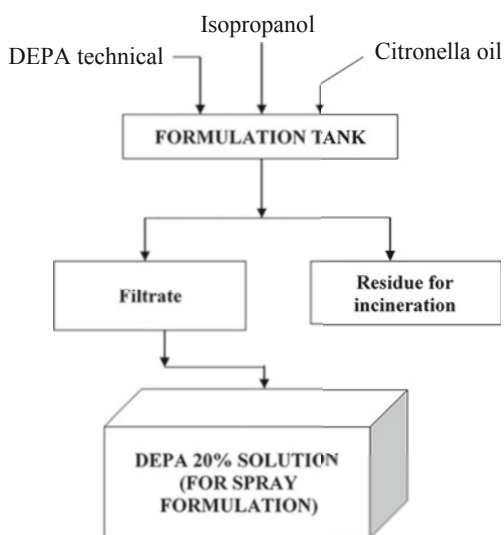 Isopropanol
DEPA technical
Citronella oil
FORMULATION TANK
Filtrate
Residue for
incineration
DEPA 20% SOLUTION
(FOR SPRAY
FORMULATION)